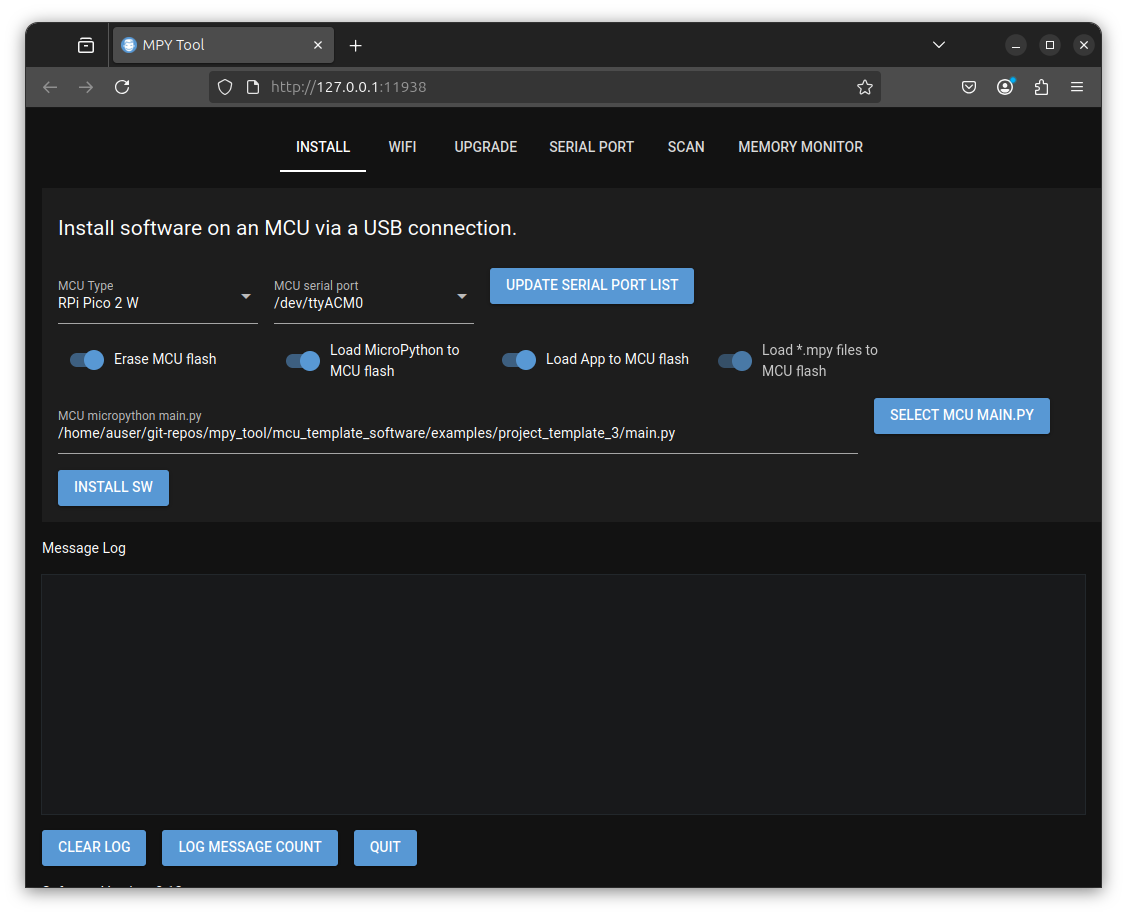 MPY Tool
http://127.0.0.1:11938
INSTALL WIFI UPGRADE SERIAL PORT SCAN MEMORY MONITOR
Install software on an MCU via a USB connection.
MCU Type
RPi Pico 2 W
MCU serial port
/dev/ttyACM0
UPDATE SERIAL PORT LIST
Erase MCU flash
Load MicroPython to
MCU flash
Load App to MCU flash
Load *.mpy files to
MCU flash
MCU micropython main.py
/home/auser/git-repos/mpy_tool/mcu_template_software/examples/project_template_3/main.py
SELECT MCU MAIN.PY
INSTALL SW
Message Log
CLEAR LOG LOG MESSAGE COUNT QUIT